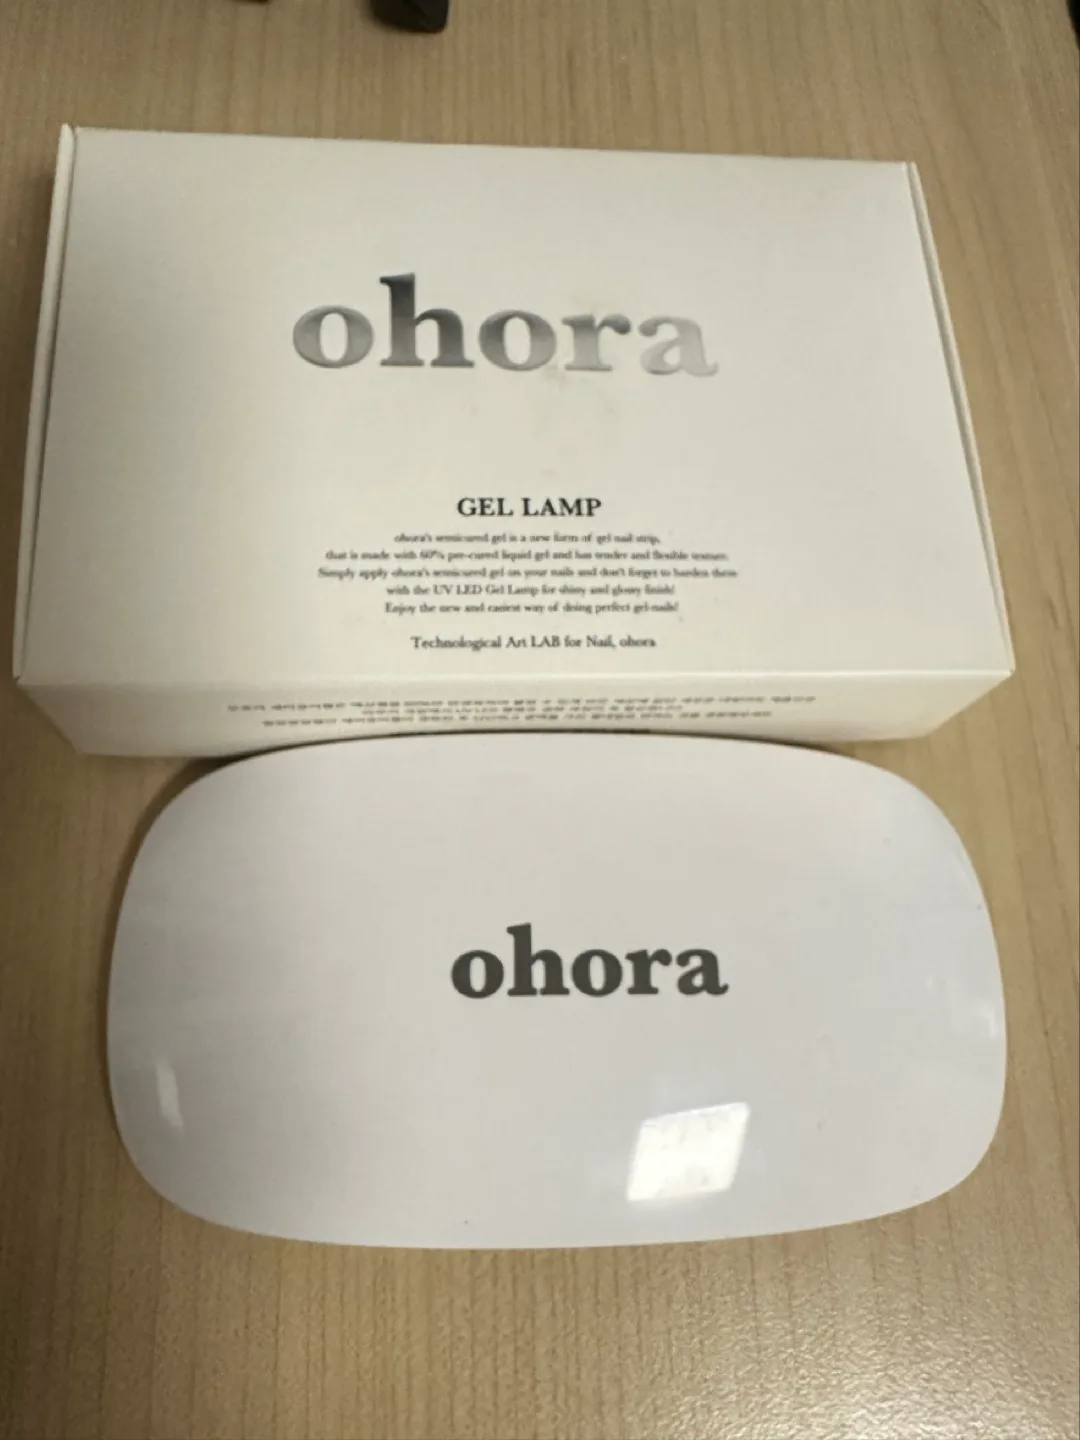 ohora
GEL LAMP
ohora's semicured gel is a new form of gel nail strip,
that is made with 60% pre-cured liquid gel and has tender and flexible texture.
Simply apply ohora's semicured gel on your nails and don't forget to harden them
with the UV LED Gel Lamp for shiny and glossy finish!
Enjoy the new and easiest way of doing perfect gel-nails!
Technological Art LAB for Nail, ohora
ohora